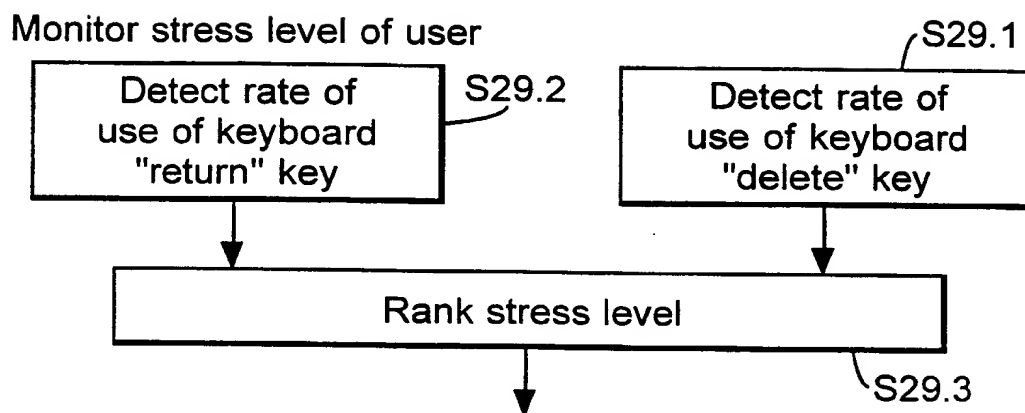 Monitor stress level of user
S29.1
Detect rate of
use of keyboard
"return" key
S29.2
Detect rate of
use of keyboard
"delete" key
Rank stress level
S29.3